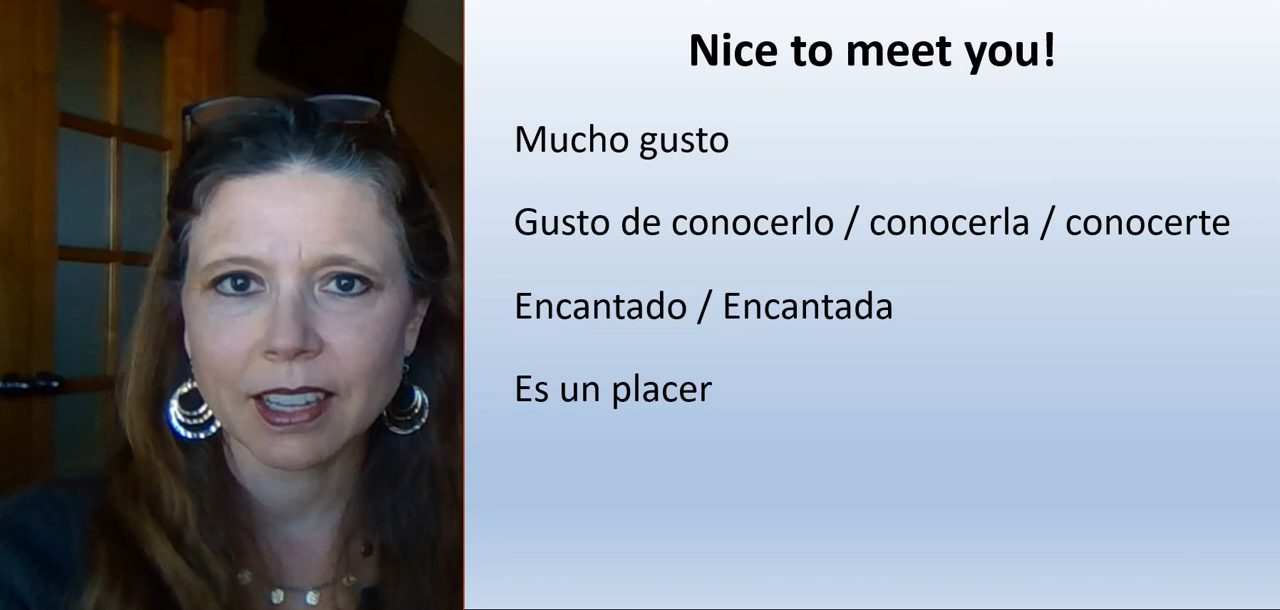 Nice to meet you!
Mucho gusto
Gusto de conocerlo / conocerla / conocerte
Encantado / Encantada
Es un placer